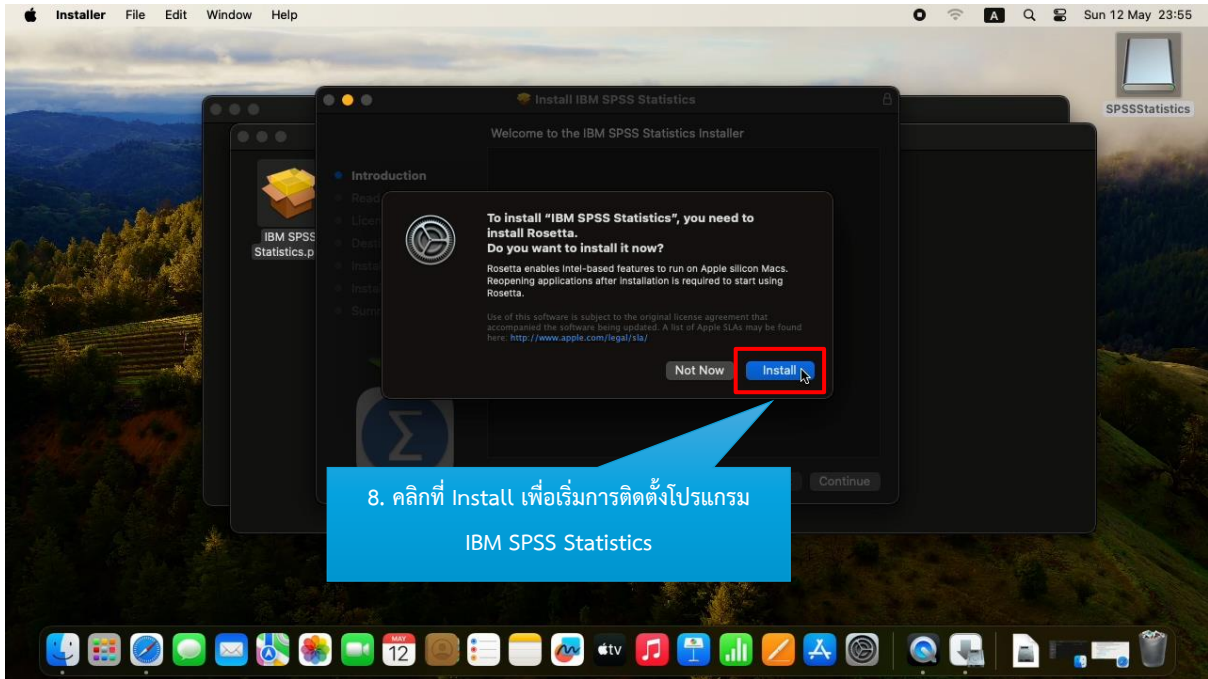 Installer File Edit Window Help
A Sun 12 May 23:55
SPSSStatistics
Install IBM SPSS Statistics
Welcome to the IBM SPSS Statistics Installer
Introduction
Read
Licen
Desti
Instal
Instal
Summ
IBM SPSS
Statistics.p
To install “IBM SPSS Statistics”, you need to
install Rosetta.
Do you want to install it now?
Rosetta enables Intel-based features to run on Apple silicon Macs.
Reopening applications after installation is required to start using
Rosetta.
Use of this software is subject to the original license agreement that
accompanied the software being updated. A list of Apple SLAs may be found
here: http://www.apple.com/legal/sla/
Not Now Install
Continue
8. คลิกที่ Install เพื่อเริ่มการติดตั้งโปรแกรม
IBM SPSS Statistics
MAY
12
tv